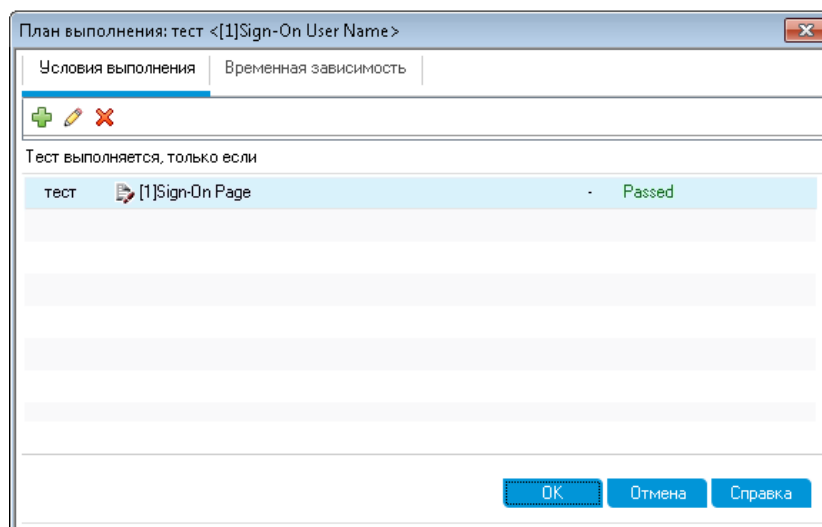 План выполнения: тест <[1]Sign-On User Name>
Условия выполнения Временная зависимость
Тест выполняется, только если
тест [1]Sign-On Page - Passed
OK Отмена Справка